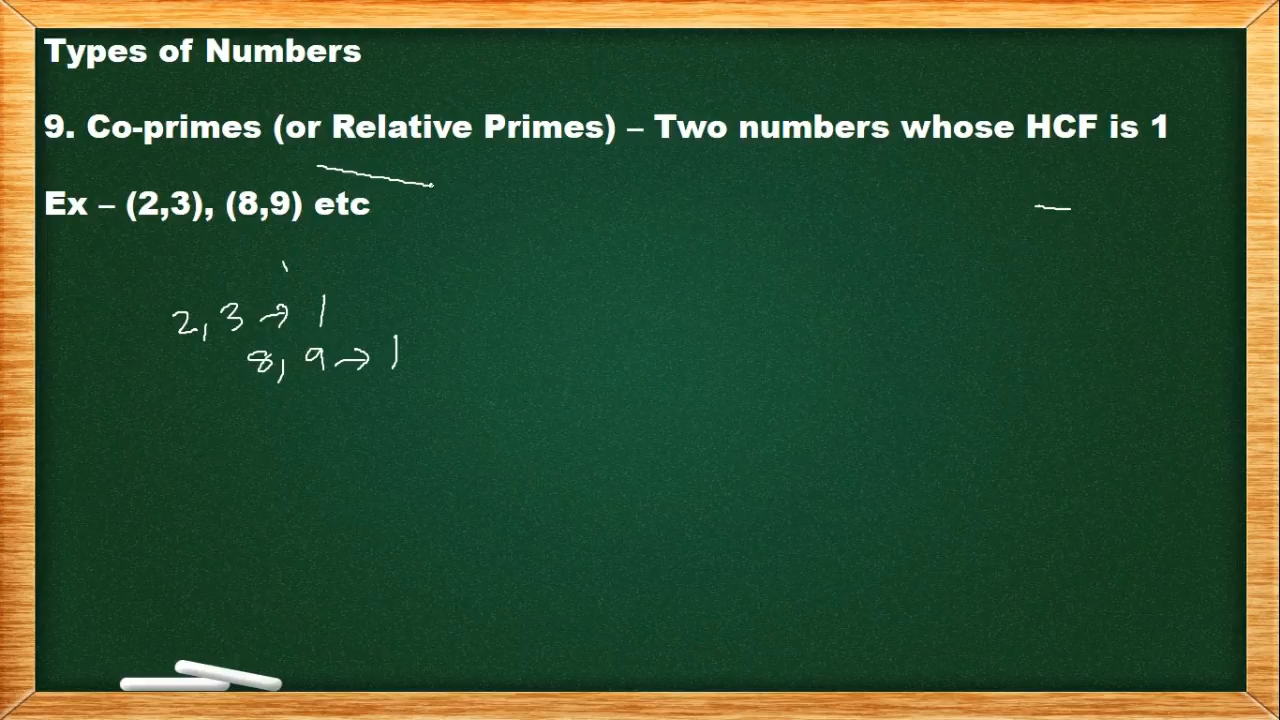 Types of Numbers
9. Co-primes (or Relative Primes) – Two numbers whose HCF is 1
Ex – (2,3), (8,9) etc
2, 3 → 1
8, 9 → 1